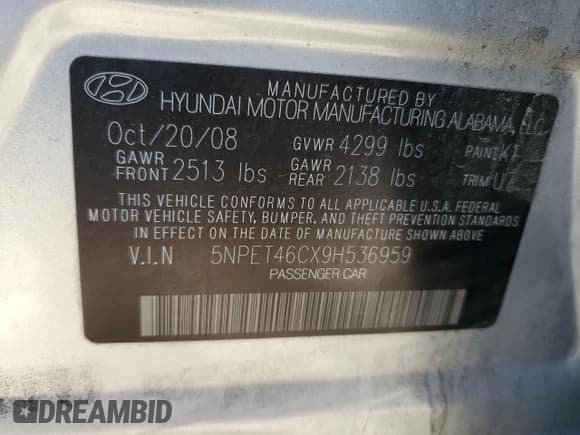 MANUFACTURED BY
HYUNDAI MOTOR MANUFACTURING ALABAMA, LLC
Oct/20/08 GVWR 4299 lbs PAINT
GAWR FRONT 2513 lbs GAWR REAR 2138 lbs TRIM
THIS VEHICLE CONFORMS TO ALL APPLICABLE U.S.A. FEDERAL
MOTOR VEHICLE SAFETY, BUMPER, AND THEFT PREVENTION STANDARDS
IN EFFECT ON THE DATE OF MANUFACTURE SHOWN ABOVE.
V.I.N 5NPET46CX9H536959
PASSENGER CAR
DREAMBID